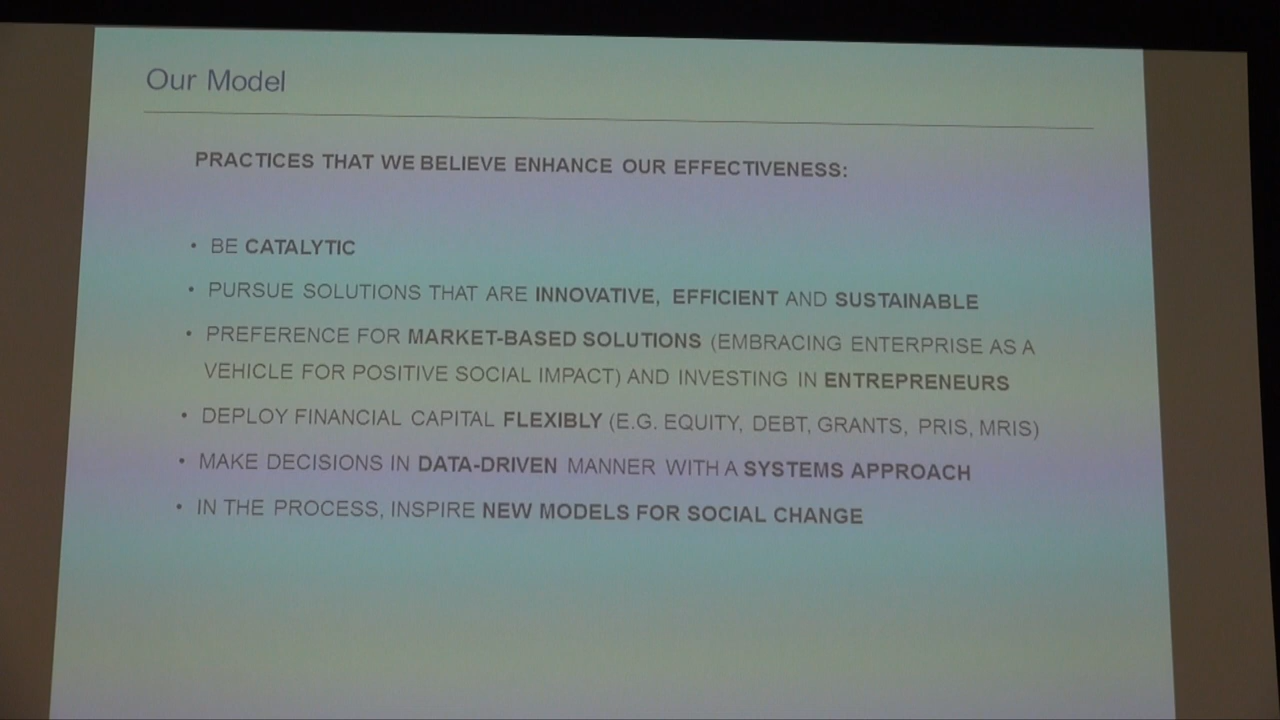 Our Model
PRACTICES THAT WE BELIEVE ENHANCE OUR EFFECTIVENESS:
• BE CATALYTIC
• PURSUE SOLUTIONS THAT ARE INNOVATIVE, EFFICIENT AND SUSTAINABLE
• PREFERENCE FOR MARKET-BASED SOLUTIONS (EMBRACING ENTERPRISE AS A
VEHICLE FOR POSITIVE SOCIAL IMPACT) AND INVESTING IN ENTREPRENEURS
• DEPLOY FINANCIAL CAPITAL FLEXIBLY (E.G. EQUITY, DEBT, GRANTS, PRIS, MRIS)
• MAKE DECISIONS IN DATA-DRIVEN MANNER WITH A SYSTEMS APPROACH
• IN THE PROCESS, INSPIRE NEW MODELS FOR SOCIAL CHANGE